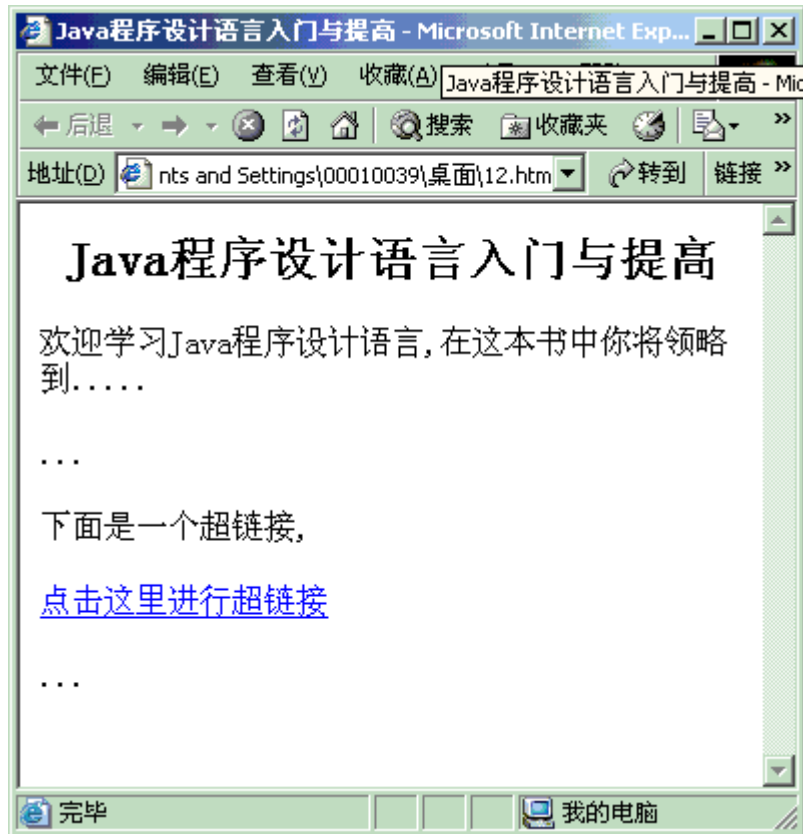 Java程序设计语言入门与提高 - Microsoft Internet Exp...
文件(F) 编辑(E) 查看(V) 收藏(A)
Java程序设计语言入门与提高 - Mic
后退 搜索 收藏夹 »
地址(D) nts and Settings\00010039\桌面\12.htm 转到 链接 »
Java程序设计语言入门与提高
欢迎学习Java程序设计语言,在这本书中你将领略
到.....
...
下面是一个超链接,
点击这里进行超链接
...
完毕 我的电脑